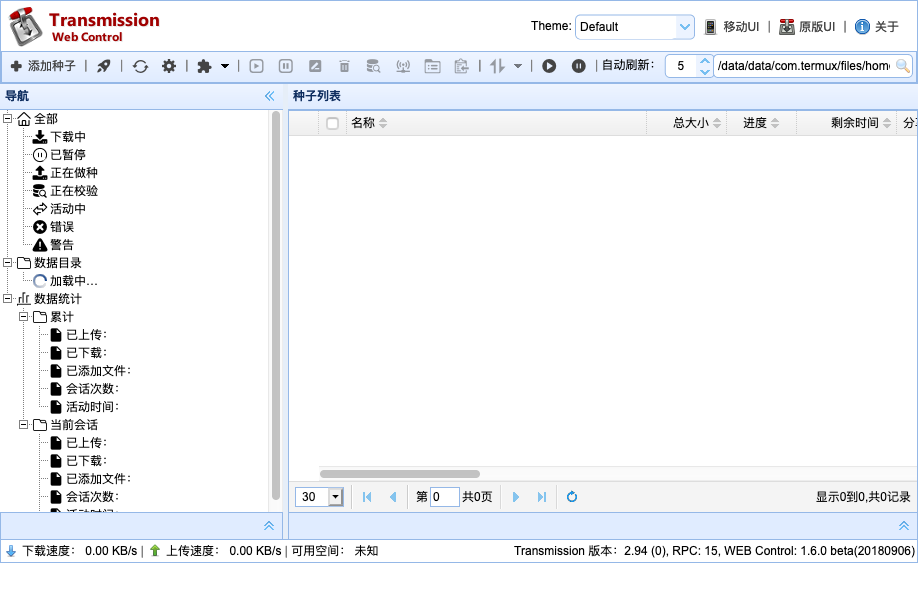 Transmission
Web Control
Theme: Default 移动UI | 原版UI | 关于
添加种子 | | | | | 自动刷新: 5 /data/data/com.termux/files/hom
导航
种子列表
全部
下载中
已暂停
正在做种
正在校验
活动中
错误
警告
数据目录
加载中...
数据统计
累计
已上传:
已下载:
已添加文件:
会话次数:
活动时间:
当前会话
已上传:
已下载:
已添加文件:
会话次数:
活动时间:
名称 总大小 进度 剩余时间 分
30 第 0 共0页 显示0到0,共0记录
下载速度: 0.00 KB/s | 上传速度: 0.00 KB/s | 可用空间: 未知
Transmission 版本: 2.94 (0), RPC: 15, WEB Control: 1.6.0 beta(20180906)